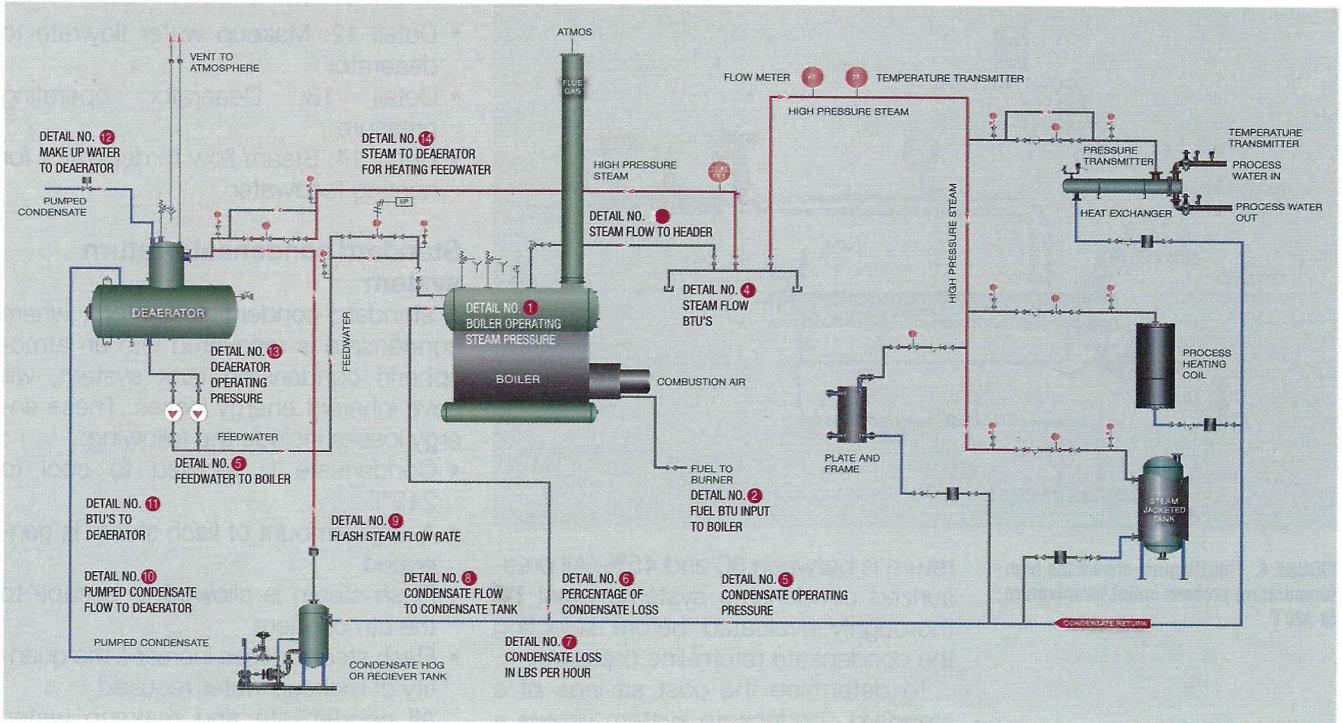 ATMOS
VENT TO
ATMOSPHERE
FLUE
GAS
FLOW METER
TEMPERATURE TRANSMITTER
HIGH PRESSURE STEAM
DETAIL NO. 12
MAKE UP WATER
TO DEAERATOR
PUMPED
CONDENSATE
DETAIL NO. 14
STEAM TO DEAERATOR
FOR HEATING FEEDWATER
HIGH PRESSURE
STEAM
PRESSURE
TRANSMITTER
TEMPERATURE
TRANSMITTER
PROCESS
WATER IN
PROCESS WATER
OUT
HEAT EXCHANGER
DETAIL NO.
STEAM FLOW TO HEADER
DETAIL NO. 4
STEAM FLOW
BTU'S
HIGH PRESSURE STEAM
DEAERATOR
DETAIL NO. 13
DEAERATOR
OPERATING
PRESSURE
FEEDWATER
DETAIL NO. 1
BOILER OPERATING
STEAM PRESSURE
BOILER
COMBUSTION AIR
PROCESS
HEATING
COIL
FEEDWATER
DETAIL NO. 5
FEEDWATER TO BOILER
PLATE AND
FRAME
FUEL TO
BURNER
DETAIL NO. 2
FUEL BTU INPUT
TO BOILER
STEAM
JACKETED
TANK
DETAIL NO. 11
BTU'S TO
DEAERATOR
DETAIL NO. 9
FLASH STEAM FLOW RATE
DETAIL NO. 10
PUMPED CONDENSATE
FLOW TO DEAERATOR
DETAIL NO. 8
CONDENSATE FLOW
TO CONDENSATE TANK
DETAIL NO. 6
PERCENTAGE OF
CONDENSATE LOSS
DETAIL NO. 5
CONDENSATE OPERATING
PRESSURE
CONDENSATE RETURN
PUMPED CONDENSATE
CONDENSATE HOG
OR RECIEVER TANK
DETAIL NO. 7
CONDENSATE LOSS
IN LBS PER HOUR